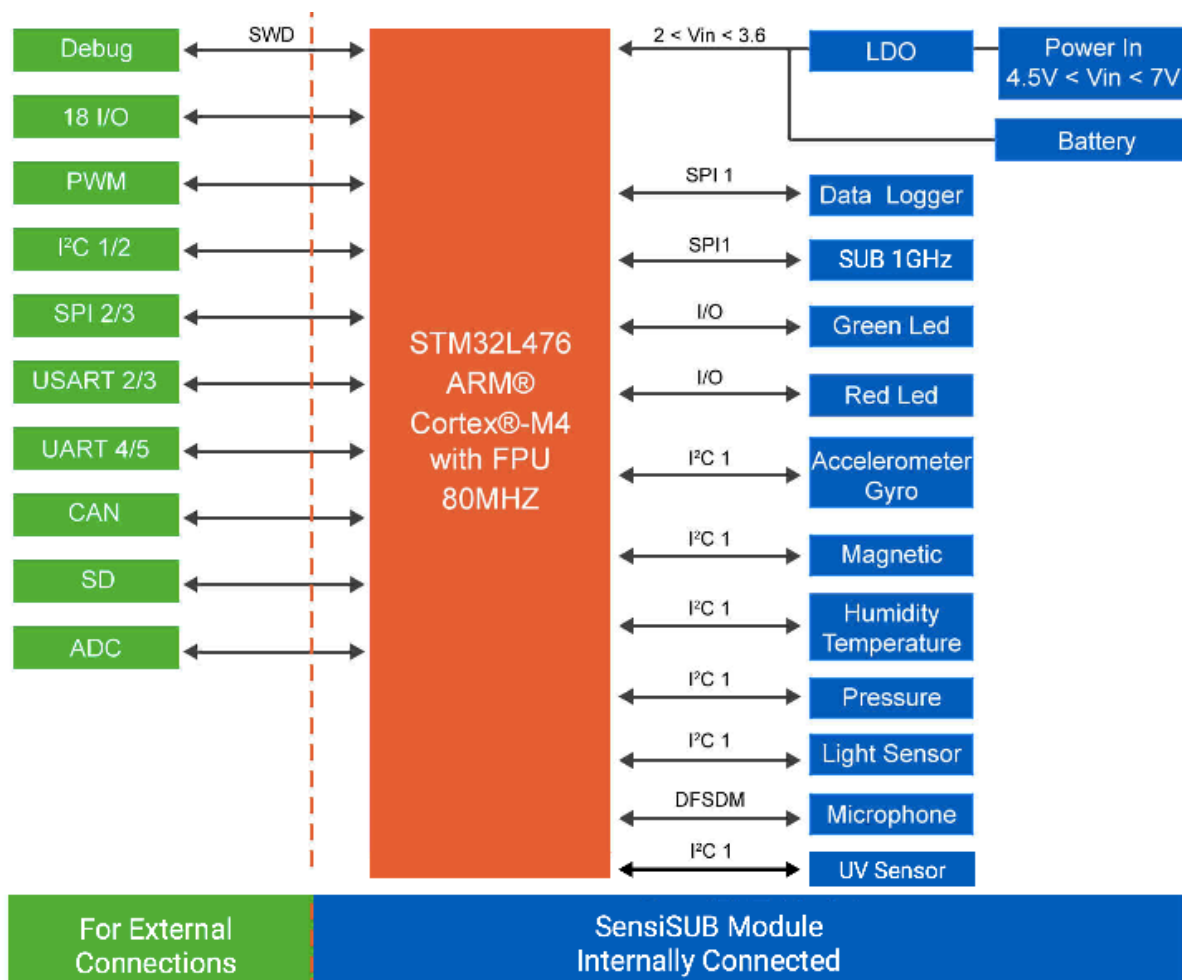 Debug
SWD
18 I/O
PWM
I²C 1/2
SPI 2/3
USART 2/3
UART 4/5
CAN
SD
ADC
STM32L476
ARM®
Cortex®-M4
with FPU
80MHZ
2 < Vin < 3.6
LDO
Power In
4.5V < Vin < 7V
Battery
SPI 1
Data Logger
SPI1
SUB 1GHz
I/O
Green Led
I/O
Red Led
I²C 1
Accelerometer
Gyro
I²C 1
Magnetic
I²C 1
Humidity
Temperature
I²C 1
Pressure
I²C 1
Light Sensor
DFSDM
Microphone
I²C 1
UV Sensor
For External
Connections
SensiSUB Module
Internally Connected